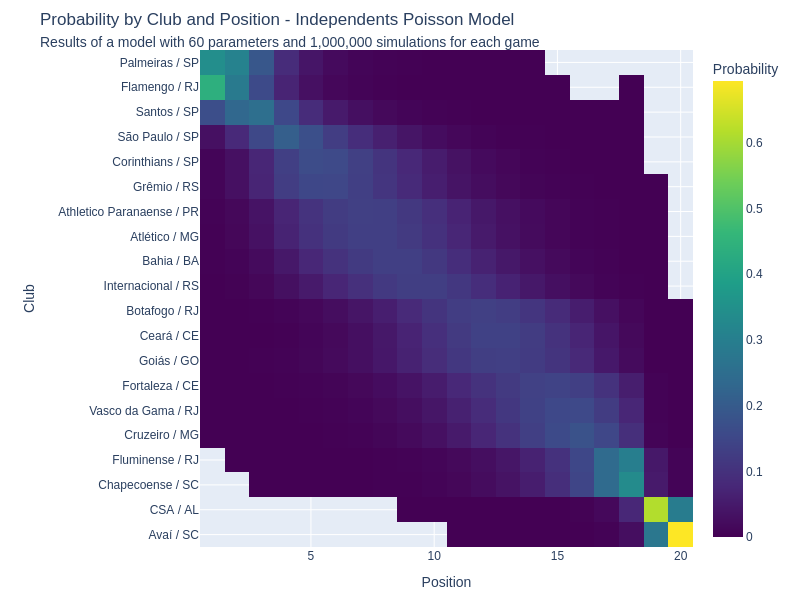 Probability by Club and Position - Independents Poisson Model
Results of a model with 60 parameters and 1,000,000 simulations for each game
Probability
Palmeiras / SP
Flamengo / RJ
Santos / SP
São Paulo / SP
Corinthians / SP
Grêmio / RS
Athletico Paranaense / PR
Atlético / MG
Bahia / BA
Internacional / RS
Botafogo / RJ
Ceará / CE
Goiás / GO
Fortaleza / CE
Vasco da Gama / RJ
Cruzeiro / MG
Fluminense / RJ
Chapecoense / SC
CSA / AL
Avaí / SC
Club
5 10 15 20
Position
0.6
0.5
0.4
0.3
0.2
0.1
0